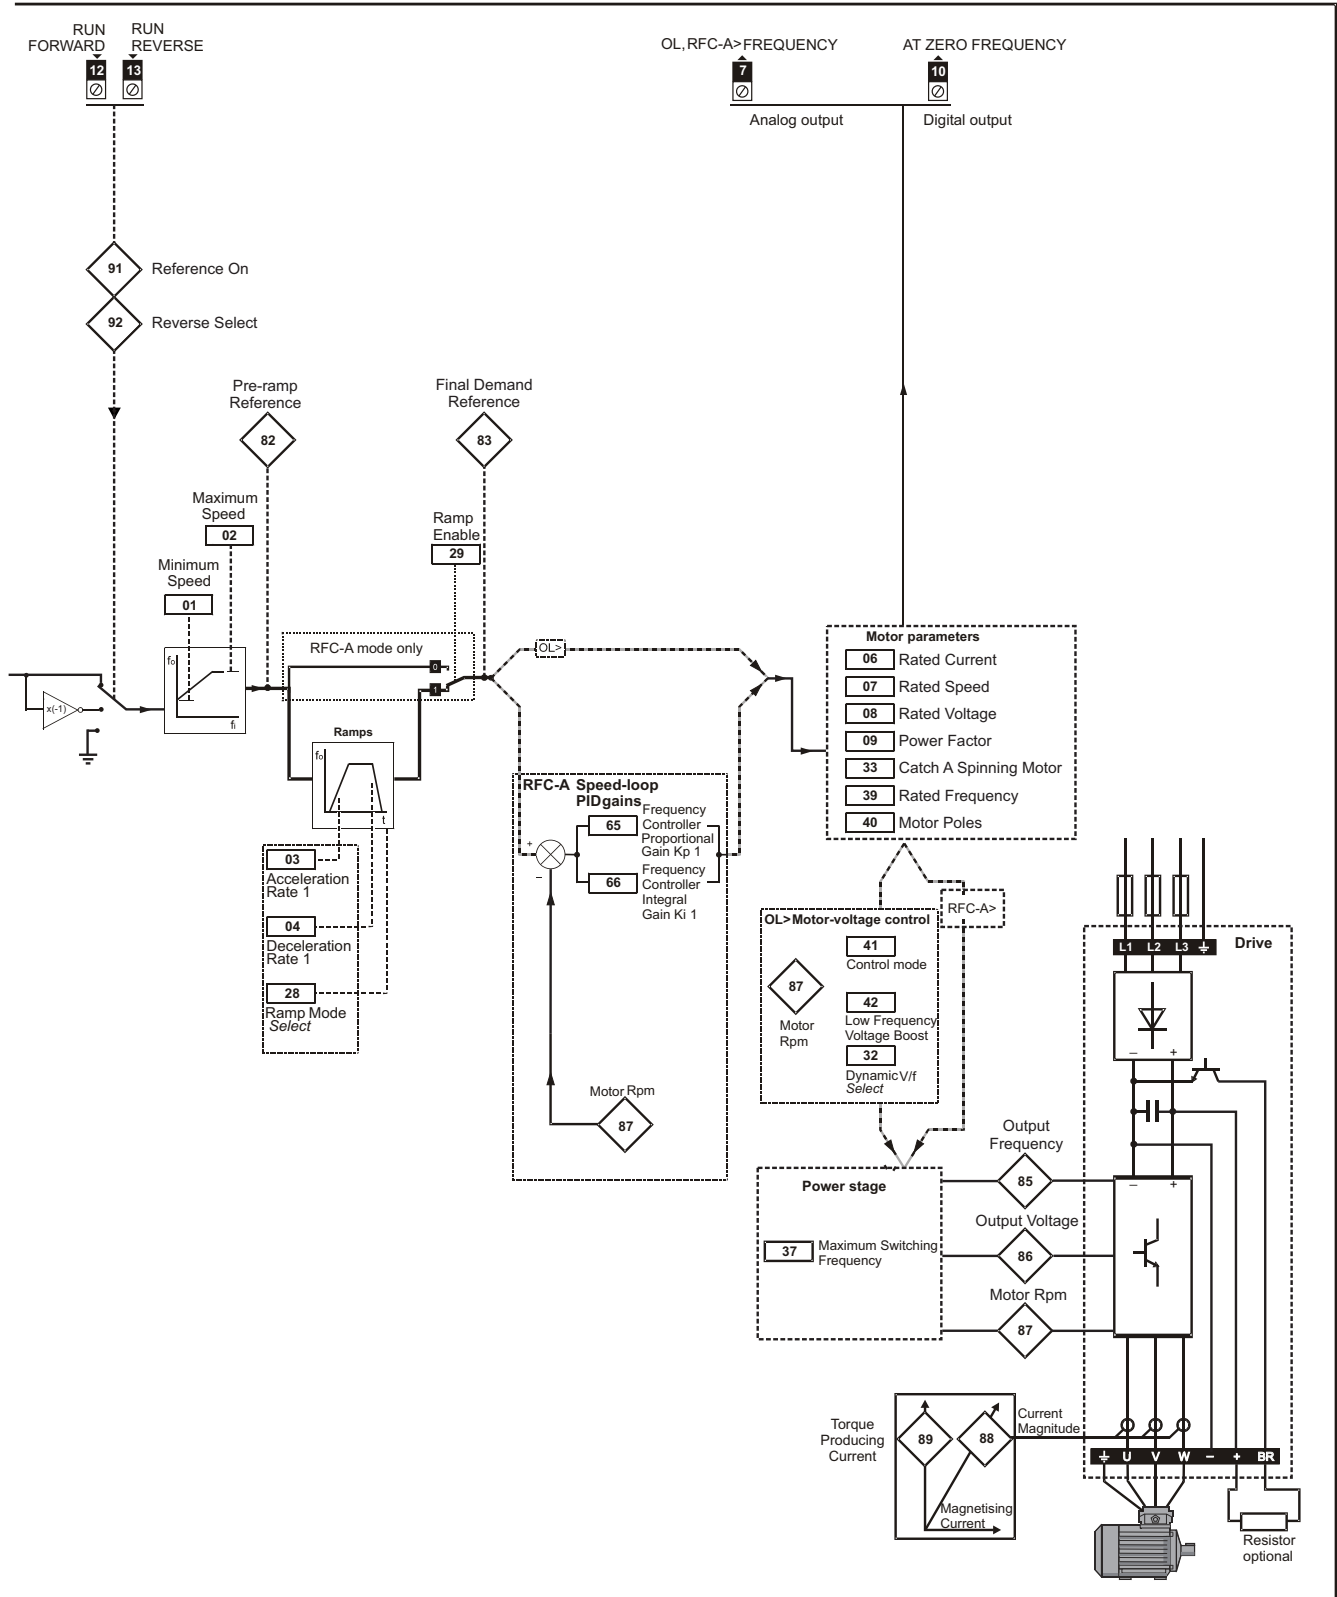 RUN
FORWARD
RUN
REVERSE
12
13
OL, RFC-A>FREQUENCY
AT ZERO FREQUENCY
7
10
Analog output
Digital output
91
Reference On
92
Reverse Select
Pre-ramp
Reference
82
Final Demand
Reference
83
Maximum
Speed
02
Minimum
Speed
01
Ramp
Enable
29
RFC-A mode only
0
1
OL>
x(-1)
fo
fi
Ramps
fo
t
03
Acceleration
Rate 1
04
Deceleration
Rate 1
28
Ramp Mode
Select
RFC-A Speed-loop
PID gains
65
Frequency
Controller
Proportional
Gain Kp 1
66
Frequency
Controller
Integral
Gain Ki 1
+
–
Motor Rpm
87
Motor parameters
06 Rated Current
07 Rated Speed
08 Rated Voltage
09 Power Factor
33 Catch A Spinning Motor
39 Rated Frequency
40 Motor Poles
RFC-A>
OL> Motor-voltage control
41
Control mode
87
Motor
Rpm
42
Low Frequency
Voltage Boost
32
Dynamic V/f
Select
Power stage
37
Maximum Switching
Frequency
Output
Frequency
85
Output Voltage
86
Motor Rpm
87
L1 L2 L3
Drive
– +
– +
Torque
Producing
Current
89
88
Current
Magnitude
Magnetising
Current
U V W – + BR
Resistor
optional